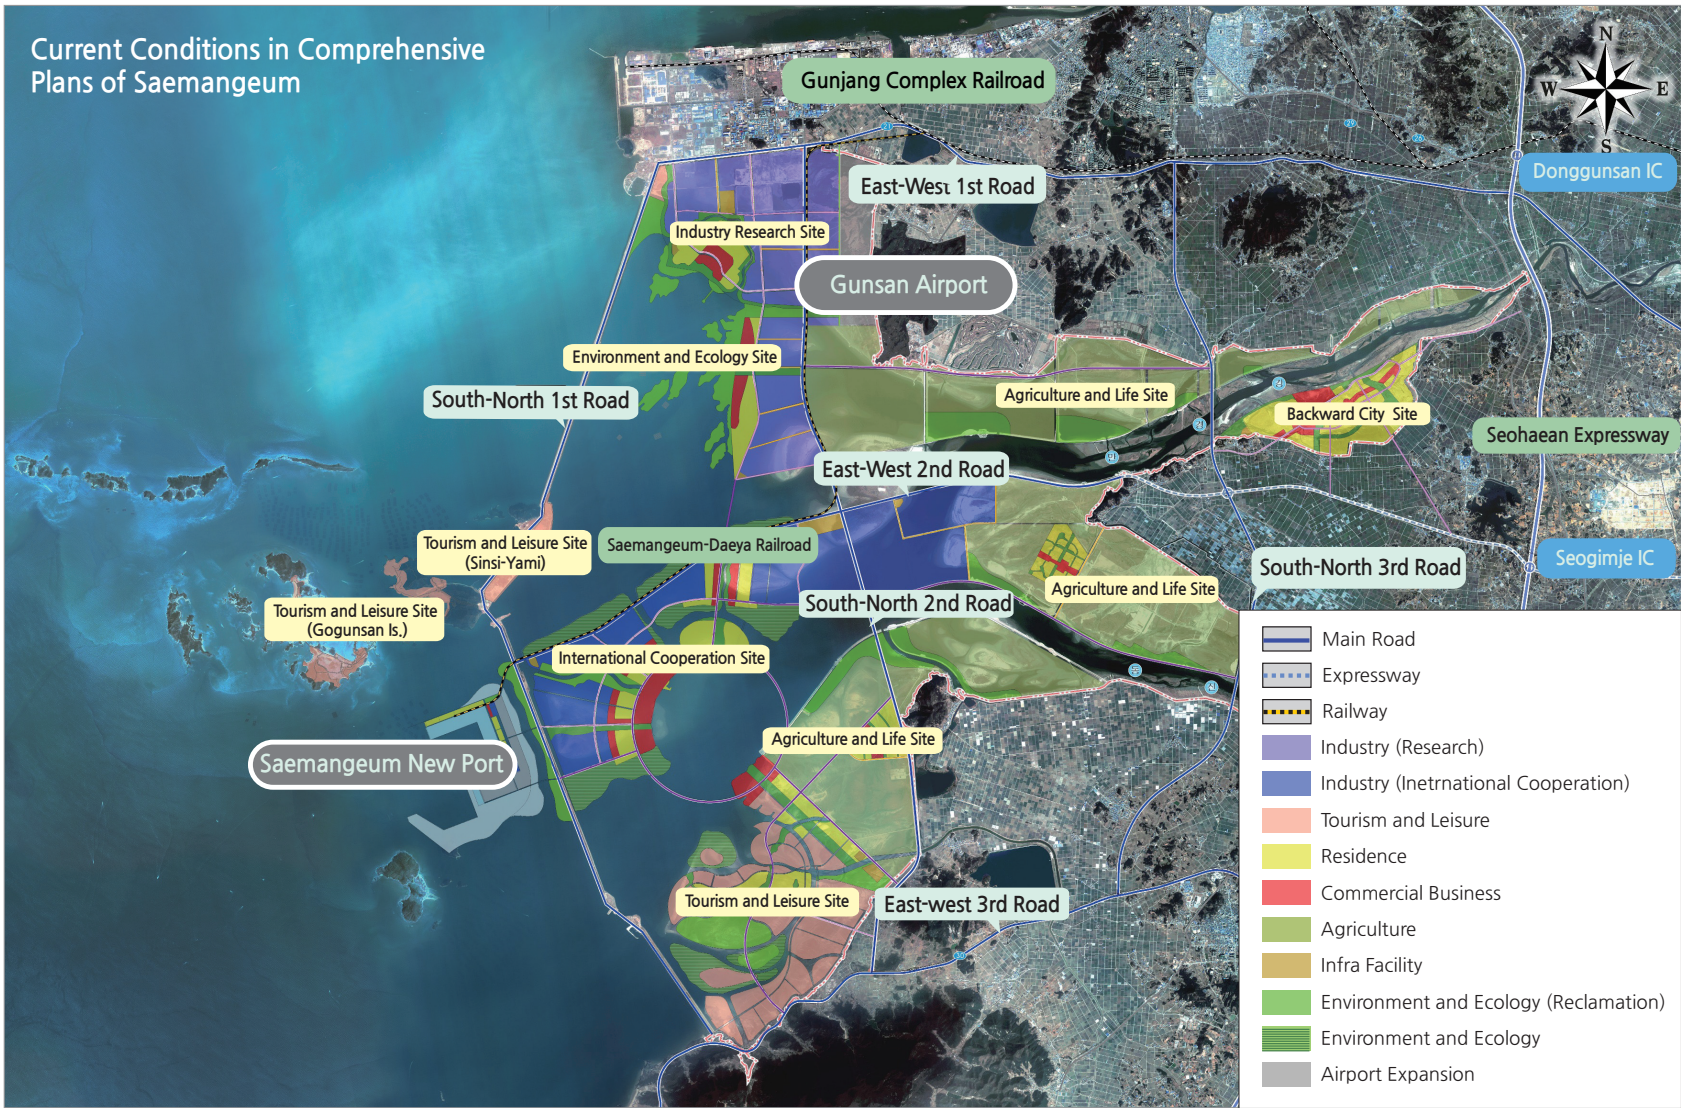 Current Conditions in Comprehensive
Plans of Saemangeum
N
W
E
S
Gunjang Complex Railroad
21
29
26
East-West 1st Road
Donggunsan IC
Industry Research Site
Gunsan Airport
Environment and Ecology Site
South-North 1st Road
Agriculture and Life Site
Backward City Site
Seohaean Expressway
East-West 2nd Road
Tourism and Leisure Site
(Sinsi-Yami)
Saemangeum-Daeya Railroad
Seogimje IC
South-North 3rd Road
Agriculture and Life Site
Tourism and Leisure Site
(Gogunsan Is.)
South-North 2nd Road
International Cooperation Site
Agriculture and Life Site
Saemangeum New Port
Tourism and Leisure Site
East-west 3rd Road
30
Main Road
Expressway
Railway
Industry (Research)
Industry (Inetrnational Cooperation)
Tourism and Leisure
Residence
Commercial Business
Agriculture
Infra Facility
Environment and Ecology (Reclamation)
Environment and Ecology
Airport Expansion